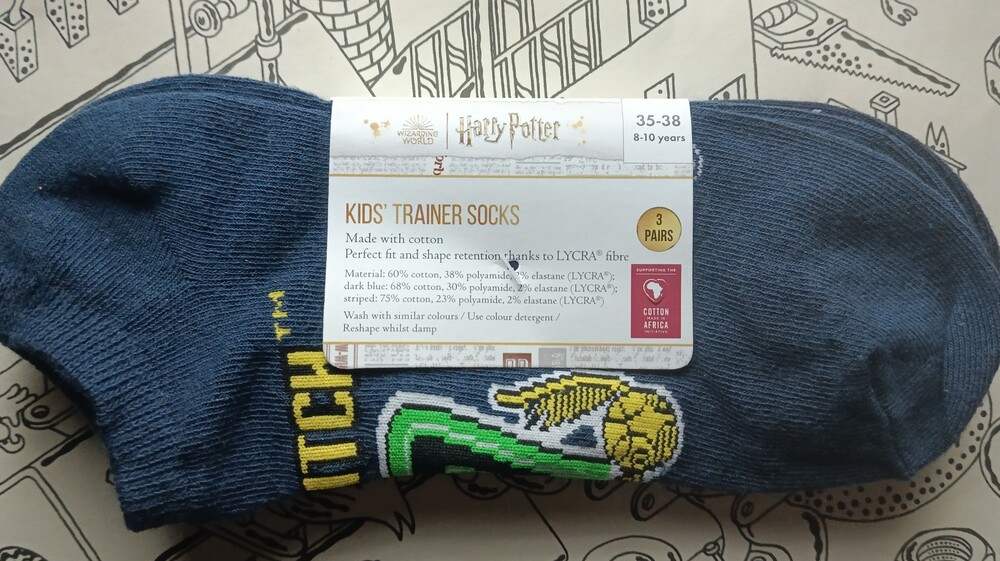 WIZARDING
WORLD
Harry Potter
35-38
8-10 years
KIDS' TRAINER SOCKS
3
PAIRS
Made with cotton
Perfect fit and shape retention thanks to LYCRA® fibre
Material: 60% cotton, 38% polyamide, 2% elastane (LYCRA®);
dark blue: 68% cotton, 30% polyamide, 2% elastane (LYCRA®);
striped: 75% cotton, 23% polyamide, 2% elastane (LYCRA®)
Wash with similar colours / Use colour detergent /
Reshape whilst damp
SUPPORTING THE
COTTON
MADE IN
AFRICA
INITIATIVE
ITCH™